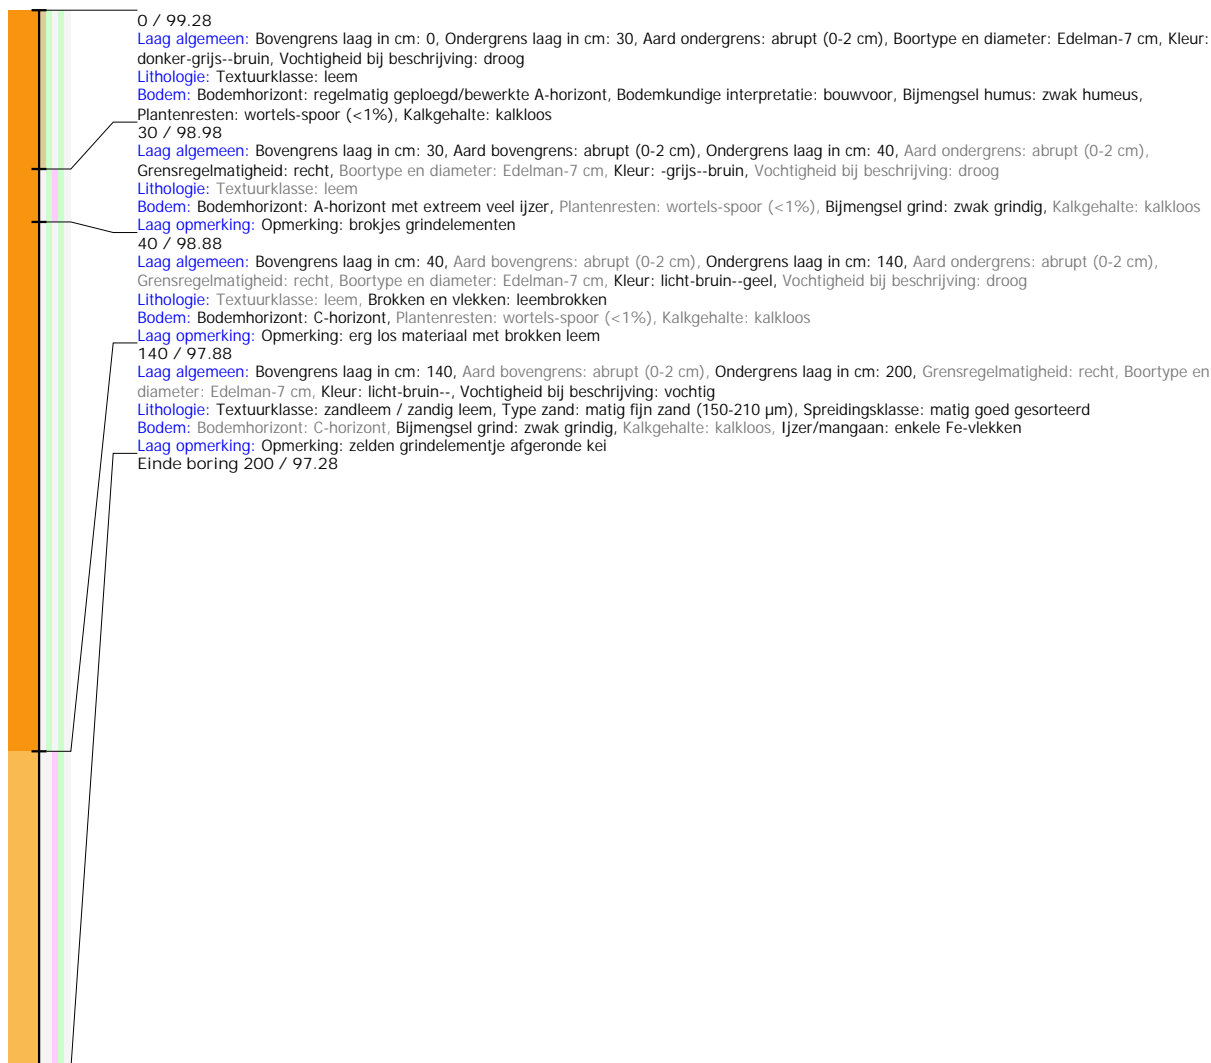 0 / 99.28
Laag algemeen: Bovengrens laag in cm: 0, Ondergrens laag in cm: 30, Aard ondergrens: abrupt (0-2 cm), Boortype en diameter: Edelman-7 cm, Kleur:
donker-grijs--bruin, Vochtigheid bij beschrijving: droog
Lithologie: Textuurklasse: leem
Bodem: Bodemhorizont: regelmatig geploegd/bewerkte A-horizont, Bodemkundige interpretatie: bouwvoor, Bijmengsel humus: zwak humeus,
Plantenresten: wortels-spoor (<1%), Kalkgehalte: kalkloos
30 / 98.98
Laag algemeen: Bovengrens laag in cm: 30, Aard bovengrens: abrupt (0-2 cm), Ondergrens laag in cm: 40, Aard ondergrens: abrupt (0-2 cm),
Grensregelmatigheid: recht, Boortype en diameter: Edelman-7 cm, Kleur: -grijs--bruin, Vochtigheid bij beschrijving: droog
Lithologie: Textuurklasse: leem
Bodem: Bodemhorizont: A-horizont met extreem veel ijzer, Plantenresten: wortels-spoor (<1%), Bijmengsel grind: zwak grindig, Kalkgehalte: kalkloos
Laag opmerking: Opmerking: brokjes grindelementen
40 / 98.88
Laag algemeen: Bovengrens laag in cm: 40, Aard bovengrens: abrupt (0-2 cm), Ondergrens laag in cm: 140, Aard ondergrens: abrupt (0-2 cm),
Grensregelmatigheid: recht, Boortype en diameter: Edelman-7 cm, Kleur: licht-bruin--geel, Vochtigheid bij beschrijving: droog
Lithologie: Textuurklasse: leem, Brokken en vlekken: leembrokken
Bodem: Bodemhorizont: C-horizont, Plantenresten: wortels-spoor (<1%), Kalkgehalte: kalkloos
Laag opmerking: Opmerking: erg los materiaal met brokken leem
140 / 97.88
Laag algemeen: Bovengrens laag in cm: 140, Aard bovengrens: abrupt (0-2 cm), Ondergrens laag in cm: 200, Grensregelmatigheid: recht, Boortype en
diameter: Edelman-7 cm, Kleur: licht-bruin--, Vochtigheid bij beschrijving: vochtig
Lithologie: Textuurklasse: zandleem / zandig leem, Type zand: matig fijn zand (150-210 µm), Spreidingsklasse: matig goed gesorteerd
Bodem: Bodemhorizont: C-horizont, Bijmengsel grind: zwak grindig, Kalkgehalte: kalkloos, Ijzer/mangaan: enkele Fe-vlekken
Laag opmerking: Opmerking: zelden grindelementje afgeronde kei
Einde boring 200 / 97.28